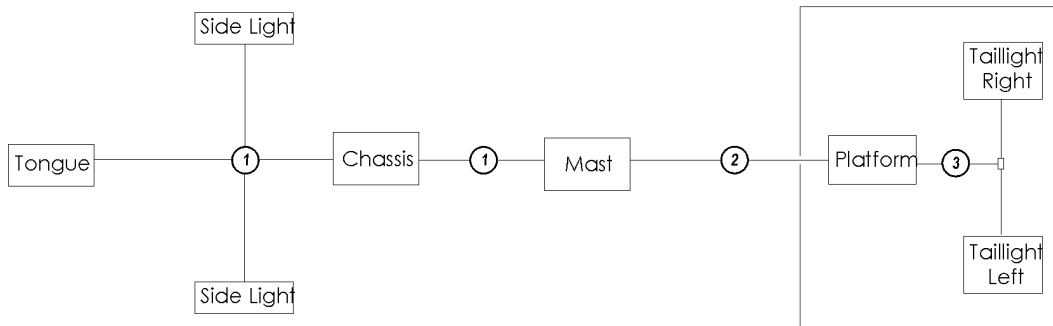 Side Light
Taillight
Right
Tongue
1
Chassis
1
Mast
2
Platform
3
Side Light
Taillight
Left